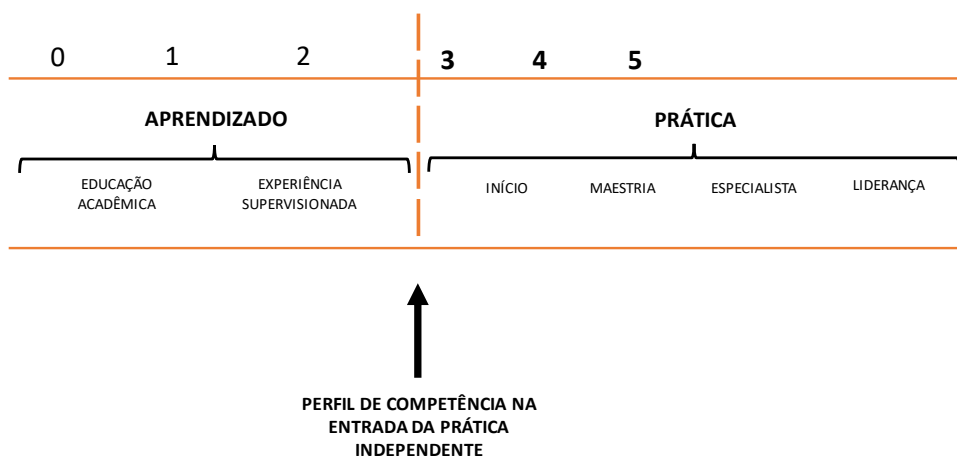 0 1 2 3 4 5
APRENDIZADO PRÁTICA
EDUCAÇÃO EXPERIÊNCIA INÍCIO MAESTRIA ESPECIALISTA LIDERANÇA
ACADÊMICA SUPERVISIONADA
PERFIL DE COMPETÊNCIA NA
ENTRADA DA PRÁTICA
INDEPENDENTE